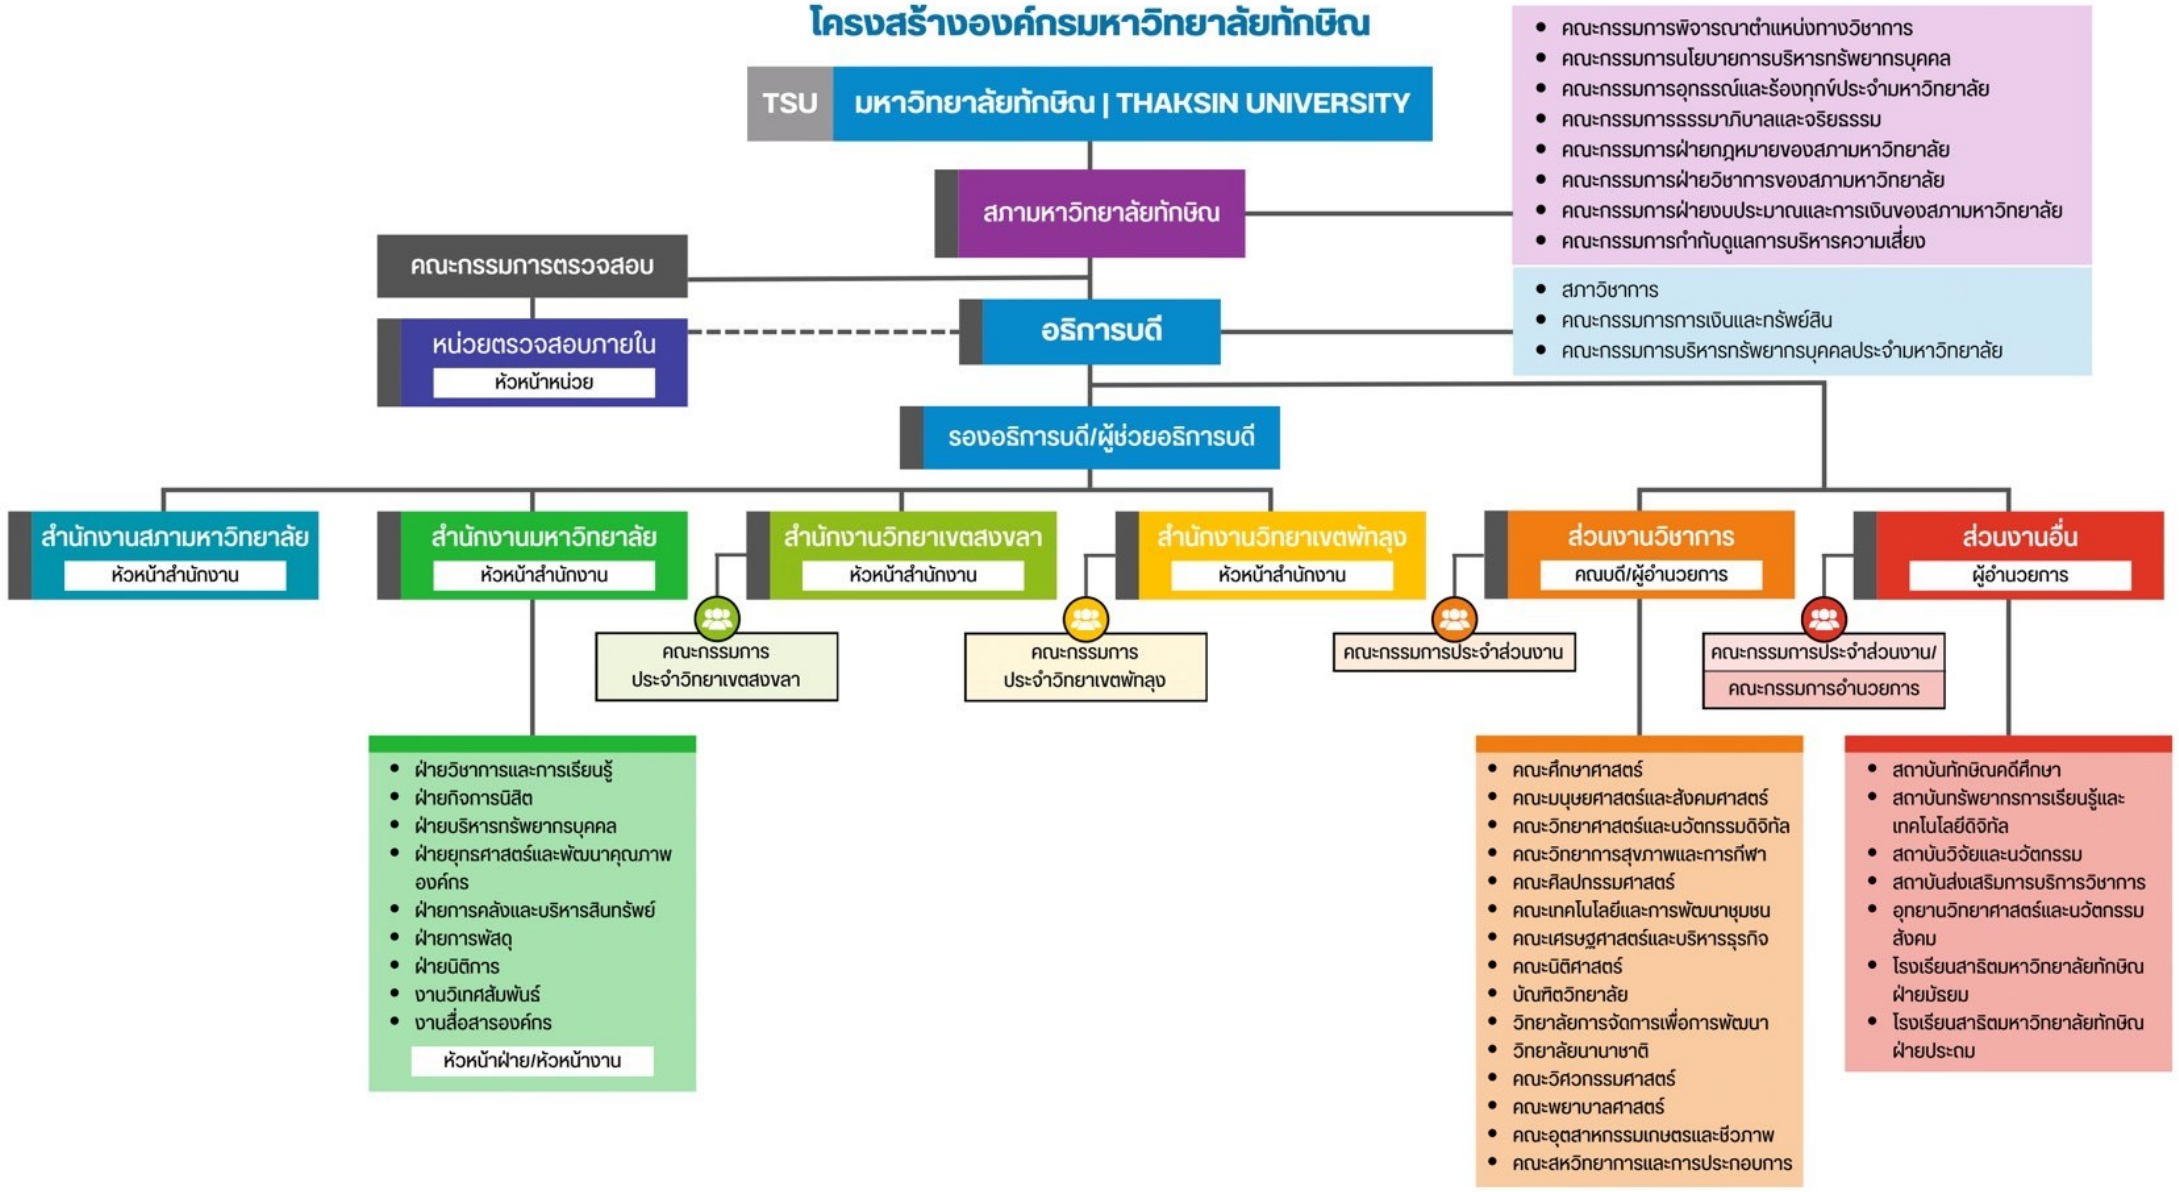 โครงสร้างองค์กรมหาวิทยาลัยทักษิณ
TSU มหาวิทยาลัยทักษิณ | THAKSIN UNIVERSITY
สภามหาวิทยาลัยทักษิณ
• คณะกรรมการพิจารณาตำแหน่งทางวิชาการ
• คณะกรรมการนโยบายการบริหารทรัพยากรบุคคล
• คณะกรรมการอุทธรณ์และร้องทุกข์ประจำมหาวิทยาลัย
• คณะกรรมการธรรมาภิบาลและจริยธรรม
• คณะกรรมการฝ่ายกฎหมายของสภามหาวิทยาลัย
• คณะกรรมการฝ่ายวิชาการของสภามหาวิทยาลัย
• คณะกรรมการฝ่ายงบประมาณและการเงินของสภามหาวิทยาลัย
• คณะกรรมการกำกับดูแลการบริหารความเสี่ยง
คณะกรรมการตรวจสอบ
หน่วยตรวจสอบภายใน
หัวหน้าหน่วย
อธิการบดี
• สภาวิชาการ
• คณะกรรมการการเงินและทรัพย์สิน
• คณะกรรมการบริหารทรัพยากรบุคคลประจำมหาวิทยาลัย
รองอธิการบดี/ผู้ช่วยอธิการบดี
สำนักงานสภามหาวิทยาลัย
หัวหน้าสำนักงาน
สำนักงานมหาวิทยาลัย
หัวหน้าสำนักงาน
สำนักงานวิทยาเขตสงขลา
หัวหน้าสำนักงาน
สำนักงานวิทยาเขตพัทลุง
หัวหน้าสำนักงาน
ส่วนงานวิชาการ
คณบดี/ผู้อำนวยการ
ส่วนงานอื่น
ผู้อำนวยการ
คณะกรรมการ
ประจำวิทยาเขตสงขลา
คณะกรรมการ
ประจำวิทยาเขตพัทลุง
คณะกรรมการประจำส่วนงาน
คณะกรรมการประจำส่วนงาน/
คณะกรรมการอำนวยการ
• ฝ่ายวิชาการและการเรียนรู้
• ฝ่ายกิจการนิสิต
• ฝ่ายบริหารทรัพยากรบุคคล
• ฝ่ายยุทธศาสตร์และพัฒนาคุณภาพ
องค์กร
• ฝ่ายการคลังและบริหารสินทรัพย์
• ฝ่ายการพัสดุ
• ฝ่ายนิติการ
• งานวิเทศสัมพันธ์
• งานสื่อสารองค์กร
หัวหน้าฝ่าย/หัวหน้างาน
• คณะศึกษาศาสตร์
• คณะมนุษยศาสตร์และสังคมศาสตร์
• คณะวิทยาศาสตร์และนวัตกรรมดิจิทัล
• คณะวิทยาการสุขภาพและการกีฬา
• คณะศิลปกรรมศาสตร์
• คณะเทคโนโลยีและการพัฒนาชุมชน
• คณะเศรษฐศาสตร์และบริหารธุรกิจ
• คณะนิติศาสตร์
• บัณฑิตวิทยาลัย
• วิทยาลัยการจัดการเพื่อการพัฒนา
• วิทยาลัยนานาชาติ
• คณะวิศวกรรมศาสตร์
• คณะพยาบาลศาสตร์
• คณะอุตสาหกรรมเกษตรและชีวภาพ
• คณะสหวิทยาการและการประกอบการ
• สถาบันทักษิณคดีศึกษา
• สถาบันทรัพยากรการเรียนรู้และ
เทคโนโลยีดิจิทัล
• สถาบันวิจัยและนวัตกรรม
• สถาบันส่งเสริมการบริการวิชาการ
• อุทยานวิทยาศาสตร์และนวัตกรรม
สังคม
• โรงเรียนสาธิตมหาวิทยาลัยทักษิณ
ฝ่ายมัธยม
• โรงเรียนสาธิตมหาวิทยาลัยทักษิณ
ฝ่ายประถม